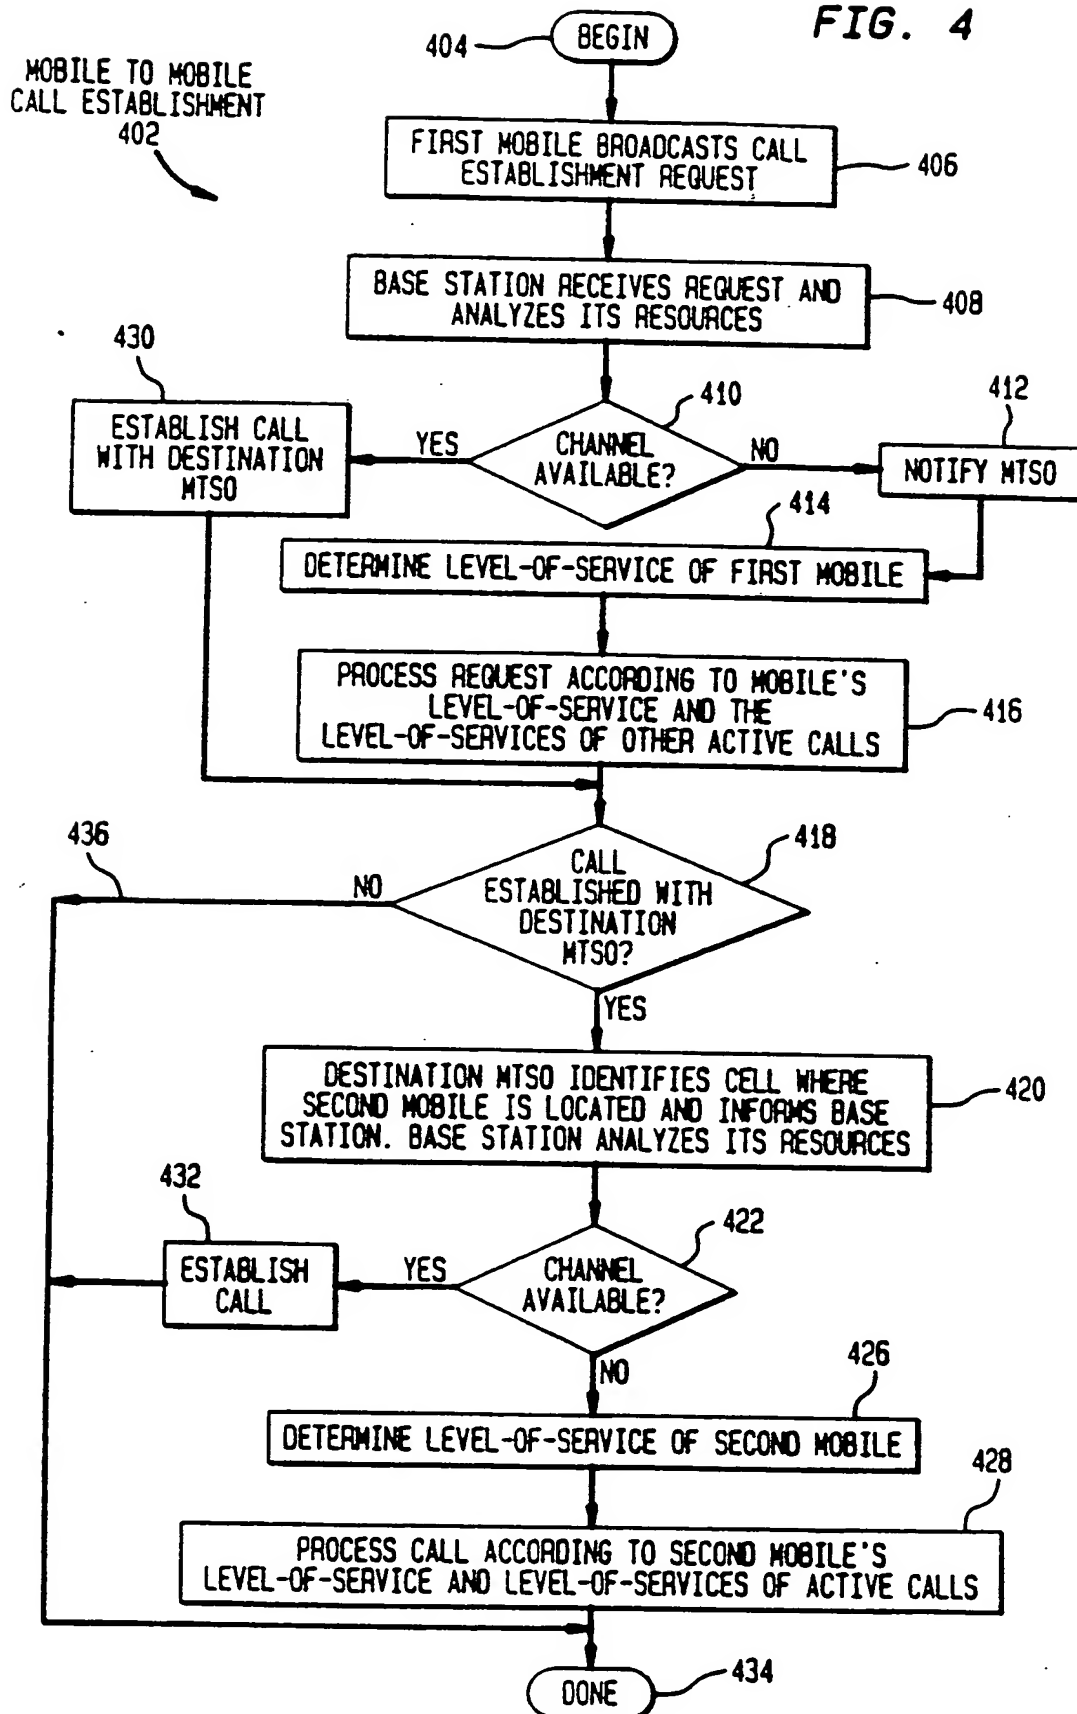 FIG. 4
404
BEGIN
MOBILE TO MOBILE
CALL ESTABLISHMENT
402
FIRST MOBILE BROADCASTS CALL
ESTABLISHMENT REQUEST
406
BASE STATION RECEIVES REQUEST AND
ANALYZES ITS RESOURCES
408
430
410
412
ESTABLISH CALL
WITH DESTINATION
MTSO
YES
CHANNEL
AVAILABLE?
NO
NOTIFY MTSO
414
DETERMINE LEVEL-OF-SERVICE OF FIRST MOBILE
PROCESS REQUEST ACCORDING TO MOBILE'S
LEVEL-OF-SERVICE AND THE
LEVEL-OF-SERVICES OF OTHER ACTIVE CALLS
416
436
418
NO
CALL
ESTABLISHED WITH
DESTINATION
MTSO?
YES
DESTINATION MTSO IDENTIFIES CELL WHERE
SECOND MOBILE IS LOCATED AND INFORMS BASE
STATION. BASE STATION ANALYZES ITS RESOURCES
420
432
422
ESTABLISH
CALL
YES
CHANNEL
AVAILABLE?
NO
426
DETERMINE LEVEL-OF-SERVICE OF SECOND MOBILE
428
PROCESS CALL ACCORDING TO SECOND MOBILE'S
LEVEL-OF-SERVICE AND LEVEL-OF-SERVICES OF ACTIVE CALLS
DONE
434